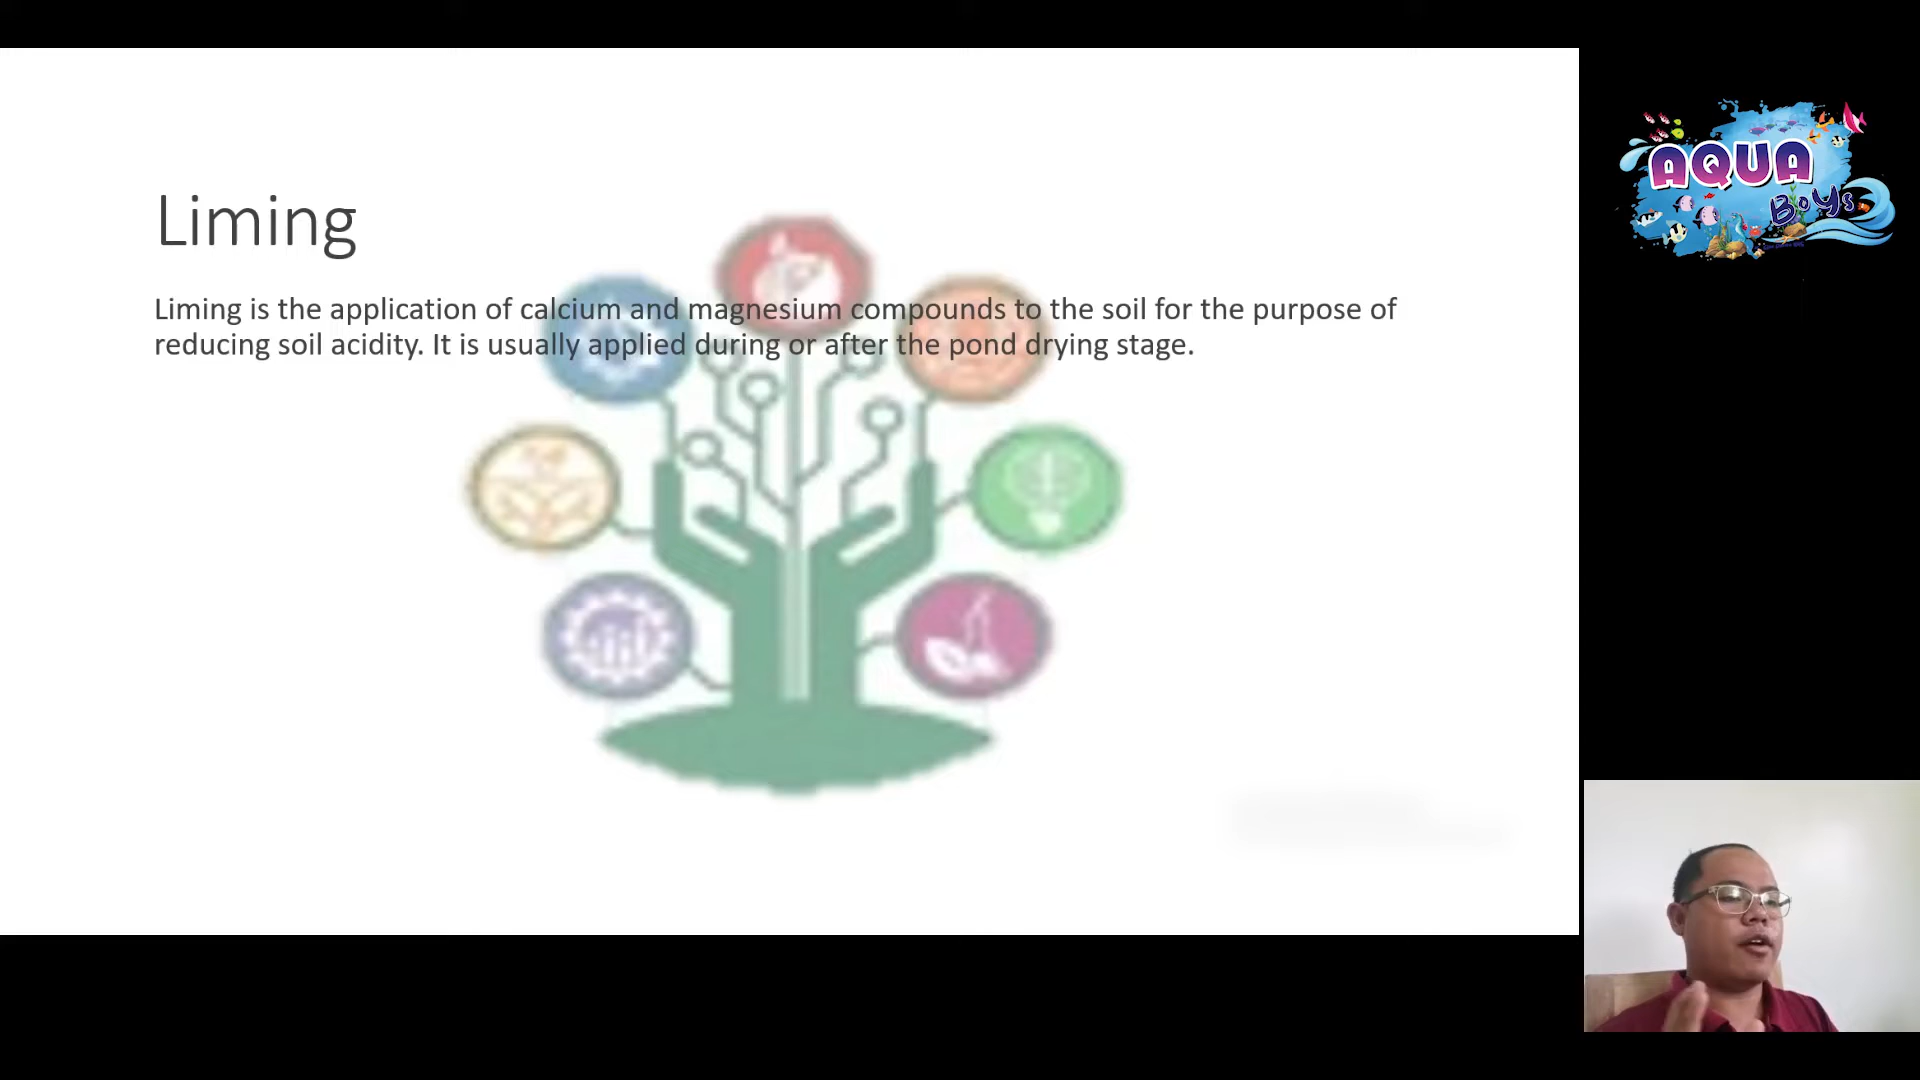 Liming
Liming is the application of calcium and magnesium compounds to the soil for the purpose of
reducing soil acidity. It is usually applied during or after the pond drying stage.
AQUA
Boys